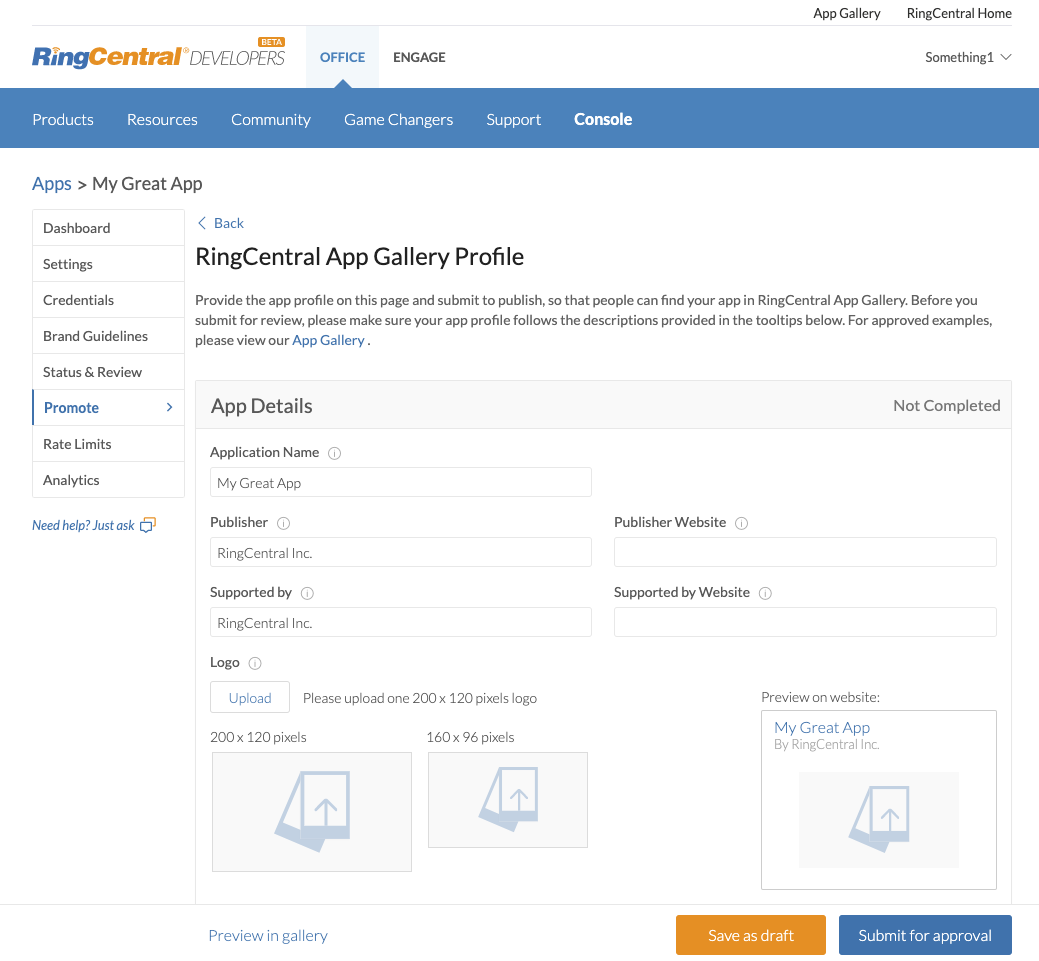 App Gallery RingCentral Home
RingCentral® DEVELOPERS BETA
OFFICE ENGAGE
Something1
Products Resources Community Game Changers Support Console
Apps > My Great App
Dashboard
Settings
Credentials
Brand Guidelines
Status & Review
Promote
Rate Limits
Analytics
Need help? Just ask
Back
RingCentral App Gallery Profile
Provide the app profile on this page and submit to publish, so that people can find your app in RingCentral App Gallery. Before you
submit for review, please make sure your app profile follows the descriptions provided in the tooltips below. For approved examples,
please view our App Gallery .
App Details Not Completed
Application Name
My Great App
Publisher Publisher Website
RingCentral Inc.
Supported by Supported by Website
RingCentral Inc.
Logo
Upload Please upload one 200 x 120 pixels logo
200 x 120 pixels 160 x 96 pixels
Preview on website:
My Great App
By RingCentral Inc.
Preview in gallery Save as draft Submit for approval